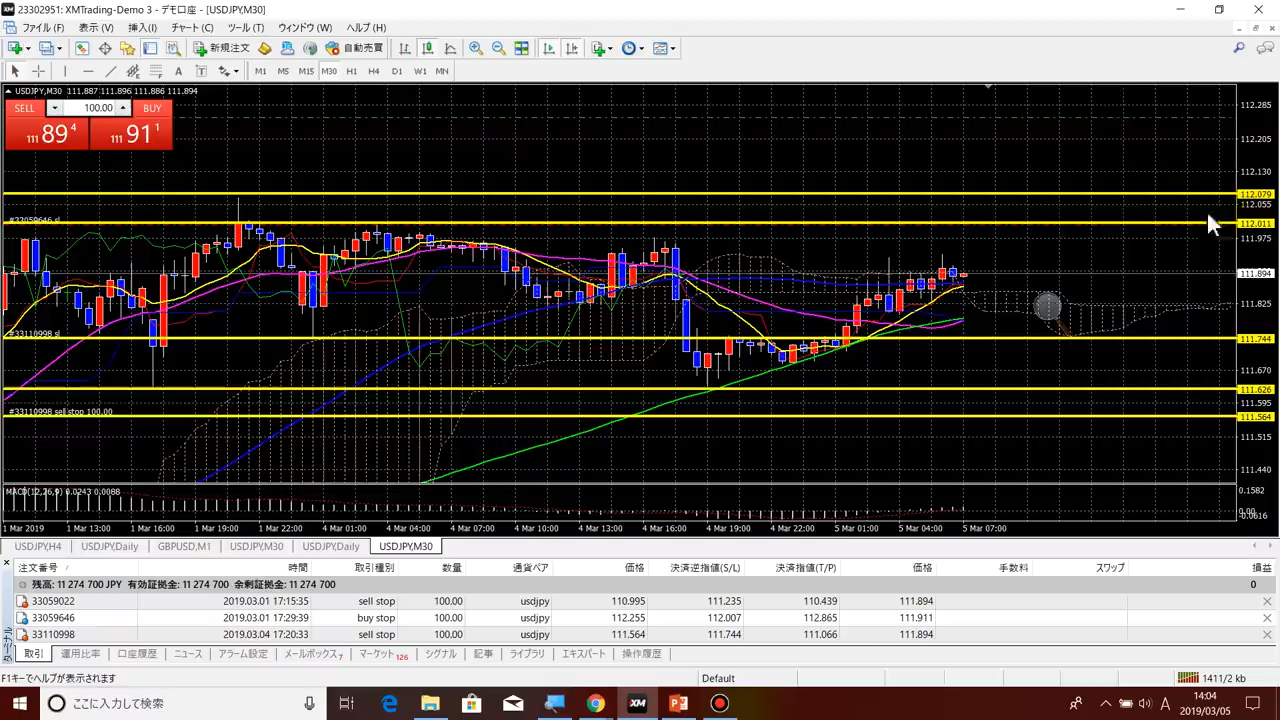 23302951: XMTrading-Demo 3 - デモ口座 - [USDJPY,M30]
ファイル (F) 表示 (V) 挿入(I) チャート (C) ツール (T) ウィンドウ (W) ヘルプ (H)
新規注文 自動売買
M1 M5 M15 M30 H1 H4 D1 W1 MN
USDJPY,M30 111.887 111.896 111.886 111.894
SELL 100.00 BUY
111 89 4 111 91 1
112.285
112.205
112.130
112.079
112.055
#33059646 sl
112.011
111.975
111.894
111.825
#33110998 sl
111.744
111.670
111.626
111.595
#33110998 sell stop 100.00
111.564
111.515
111.440
MACD(12,26,9) 0.0243 0.0088
0.1582
0.00
-0.0616
1 Mar 2019 1 Mar 13:00 1 Mar 16:00 1 Mar 19:00 1 Mar 22:00 4 Mar 01:00 4 Mar 04:00 4 Mar 07:00 4 Mar 10:00 4 Mar 13:00 4 Mar 16:00 4 Mar 19:00 4 Mar 22:00 5 Mar 01:00 5 Mar 04:00 5 Mar 07:00
USDJPY,H4 USDJPY,Daily GBPUSD,M1 USDJPY,M30 USDJPY,Daily USDJPY,M30
注文番号 時間 取引種別 数量 通貨ペア 価格 決済逆指値(S/L) 決済指値(T/P) 価格 手数料 スワップ 損益
残高: 11 274 700 JPY 有効証拠金: 11 274 700 余剰証拠金: 11 274 700 0
33059022 2019.03.01 17:15:35 sell stop 100.00 usdjpy 110.995 111.235 110.439 111.894
33059646 2019.03.01 17:29:39 buy stop 100.00 usdjpy 112.255 112.007 112.865 111.911
33110998 2019.03.04 17:20:33 sell stop 100.00 usdjpy 111.564 111.744 111.066 111.894
ターミナル
取引 運用比率 口座履歴 ニュース アラーム設定 メールボックス7 マーケット126 シグナル 記事 ライブラリ エキスパート 操作履歴
F1キーでヘルプが表示されます Default 1411/2 kb
ここに入力して検索 XM A 14:04
2019/03/05